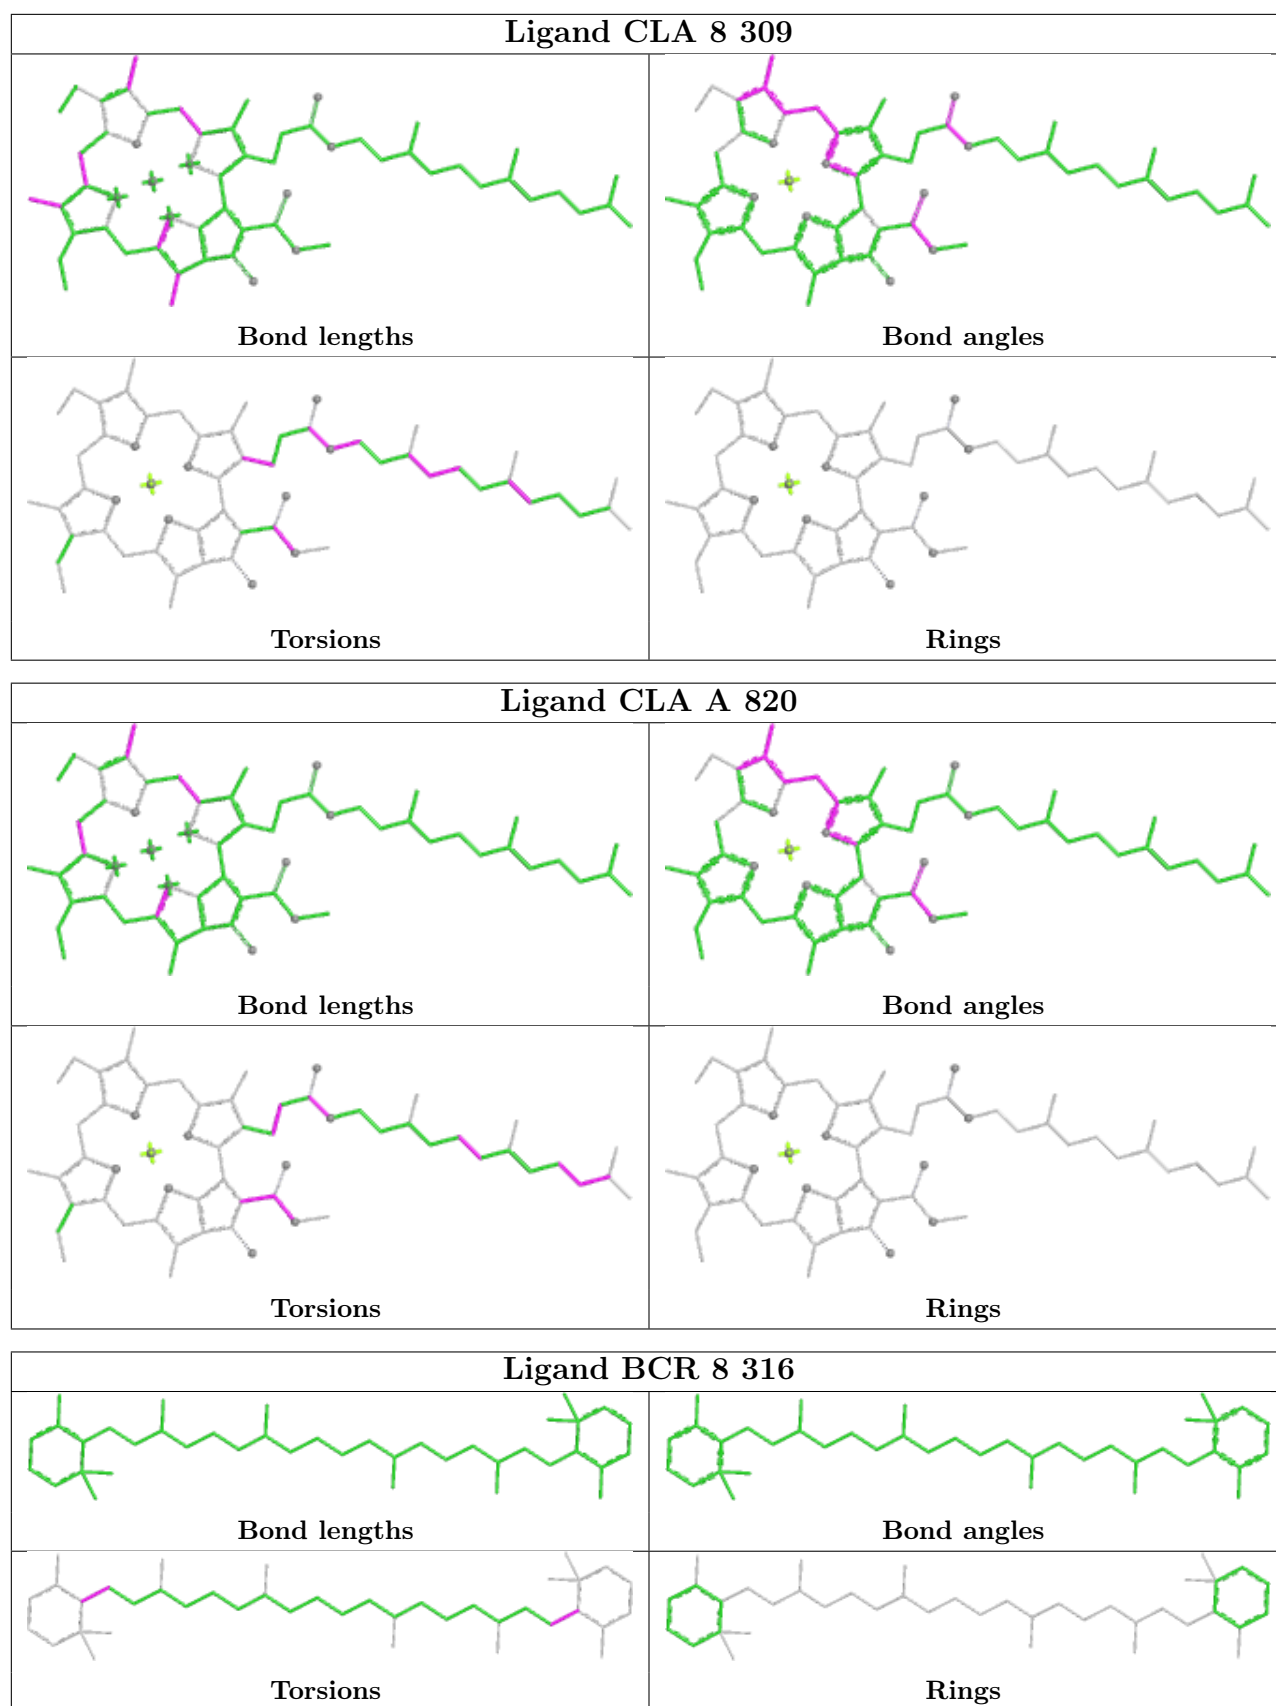 Ligand CLA 8 309
Bond lengths
Bond angles
Torsions
Rings
Ligand CLA A 820
Bond lengths
Bond angles
Torsions
Rings
Ligand BCR 8 316
Bond lengths
Bond angles
Torsions
Rings